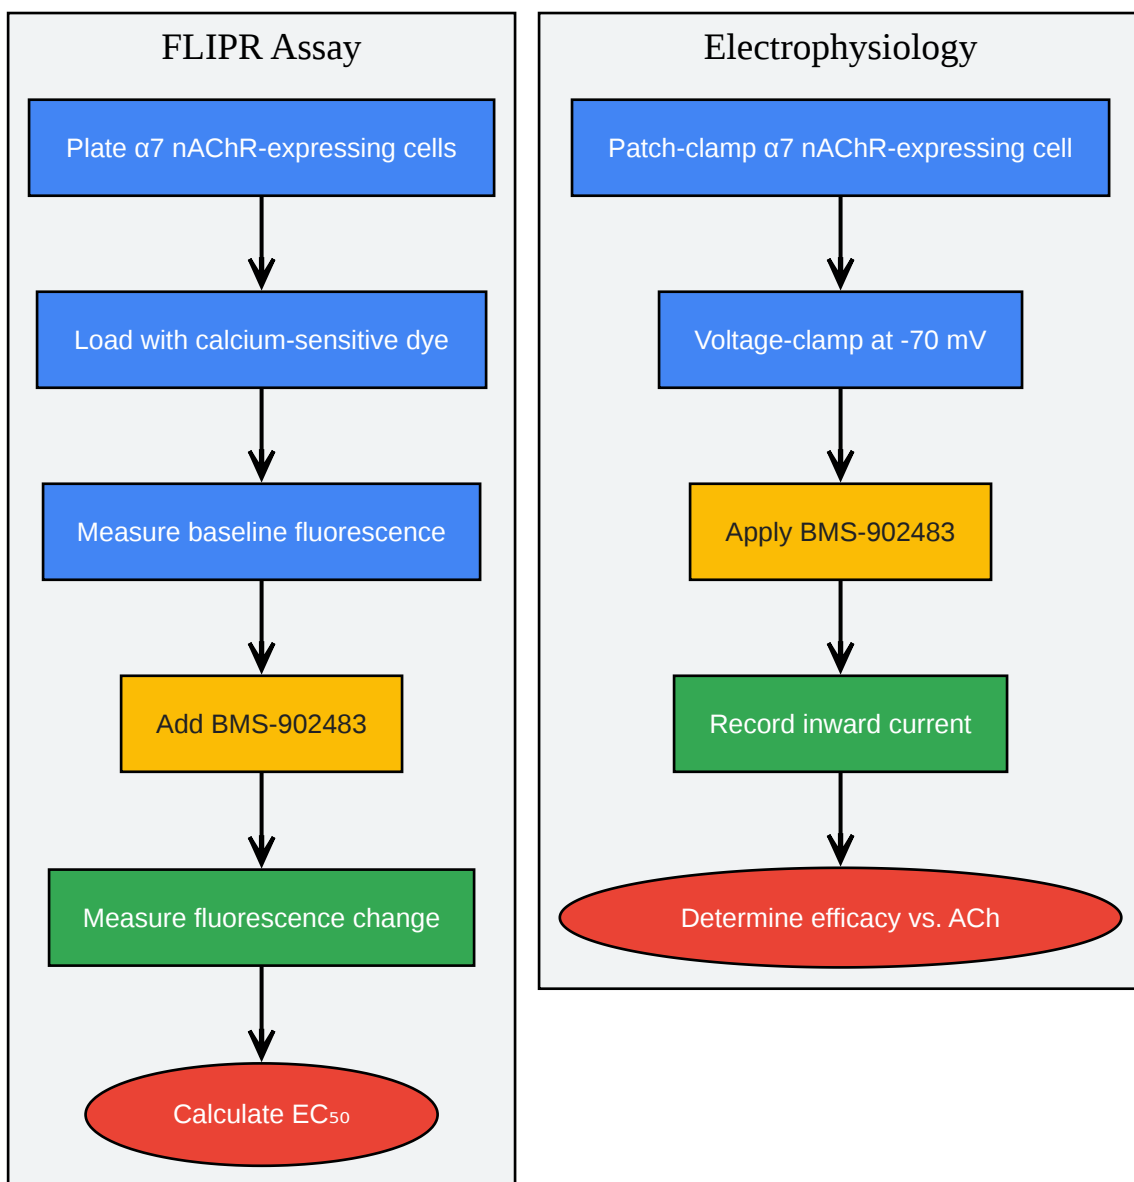 FLIPR Assay
Plate α7 nAChR-expressing cells
Load with calcium-sensitive dye
Measure baseline fluorescence
Add BMS-902483
Measure fluorescence change
Calculate EC₅₀
Electrophysiology
Patch-clamp α7 nAChR-expressing cell
Voltage-clamp at -70 mV
Apply BMS-902483
Record inward current
Determine efficacy vs. ACh